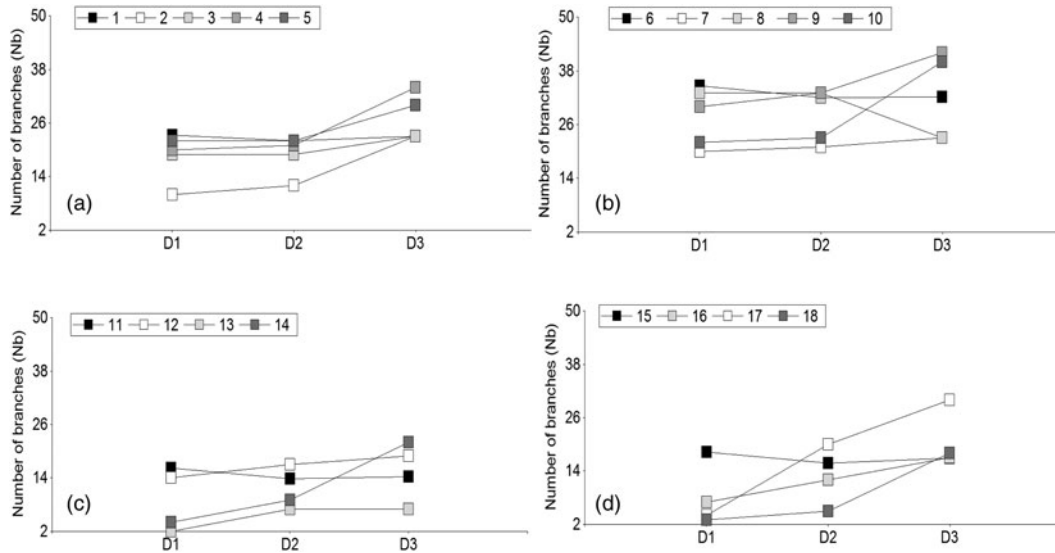 1 2 3 4 5
Number of branches (Nb)
50
38
26
14
2
(a)
D1 D2 D3
6 7 8 9 10
Number of branches (Nb)
50
38
26
14
2
(b)
D1 D2 D3
11 12 13 14
Number of branches (Nb)
50
38
26
14
2
(c)
D1 D2 D3
15 16 17 18
Number of branches (Nb)
50
38
26
14
2
(d)
D1 D2 D3